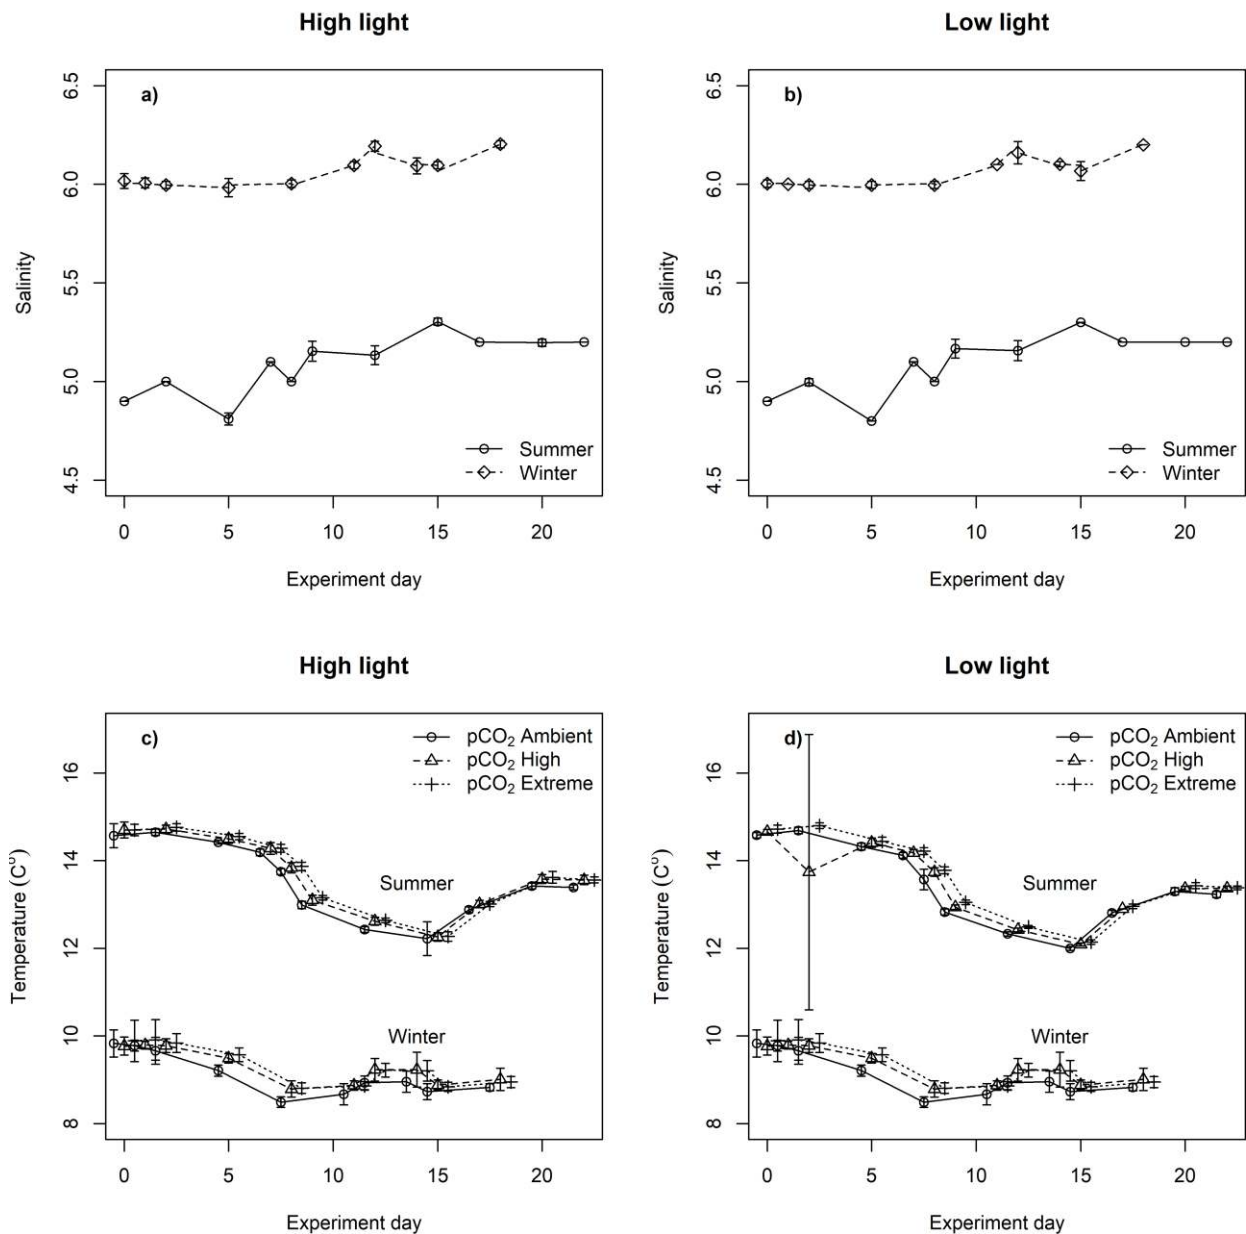 High light
Low light
a)
6.5
6.0
5.5
5.0
4.5
Salinity
Summer
Winter
0 5 10 15 20
Experiment day
b)
6.5
6.0
5.5
5.0
4.5
Salinity
Summer
Winter
0 5 10 15 20
Experiment day
High light
Low light
c)
pCO₂ Ambient
pCO₂ High
pCO₂ Extreme
16
14
12
10
8
Temperature (C°)
Summer
Winter
0 5 10 15 20
Experiment day
d)
pCO₂ Ambient
pCO₂ High
pCO₂ Extreme
16
14
12
10
8
Temperature (C°)
Summer
Winter
0 5 10 15 20
Experiment day